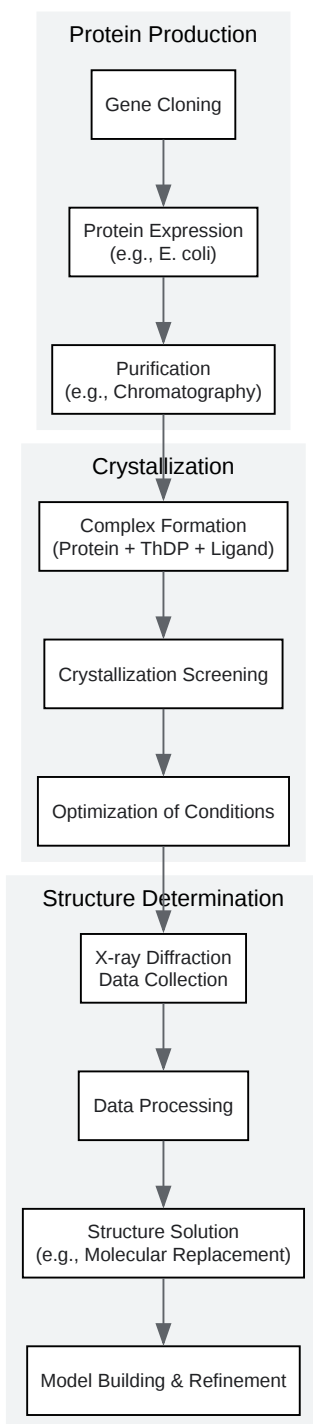 Protein Production
Gene Cloning
Protein Expression
(e.g., E. coli)
Purification
(e.g., Chromatography)
Crystallization
Complex Formation
(Protein + ThDP + Ligand)
Crystallization Screening
Optimization of Conditions
Structure Determination
X-ray Diffraction
Data Collection
Data Processing
Structure Solution
(e.g., Molecular Replacement)
Model Building & Refinement